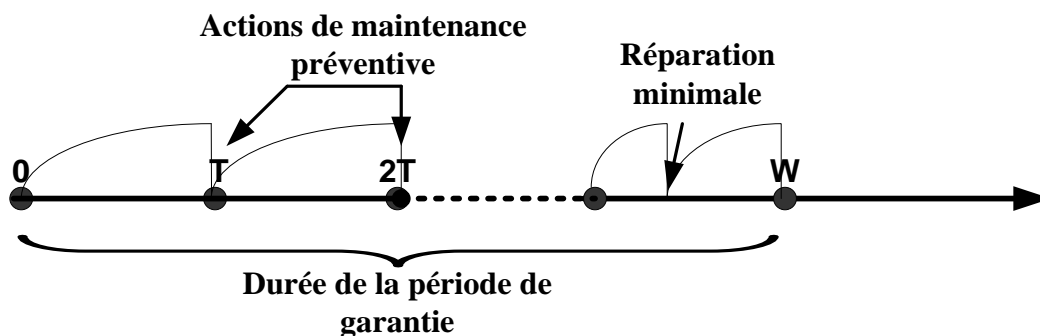 Actions de maintenance
préventive
Réparation
minimale
0
T
2T
W
Durée de la période de
garantie